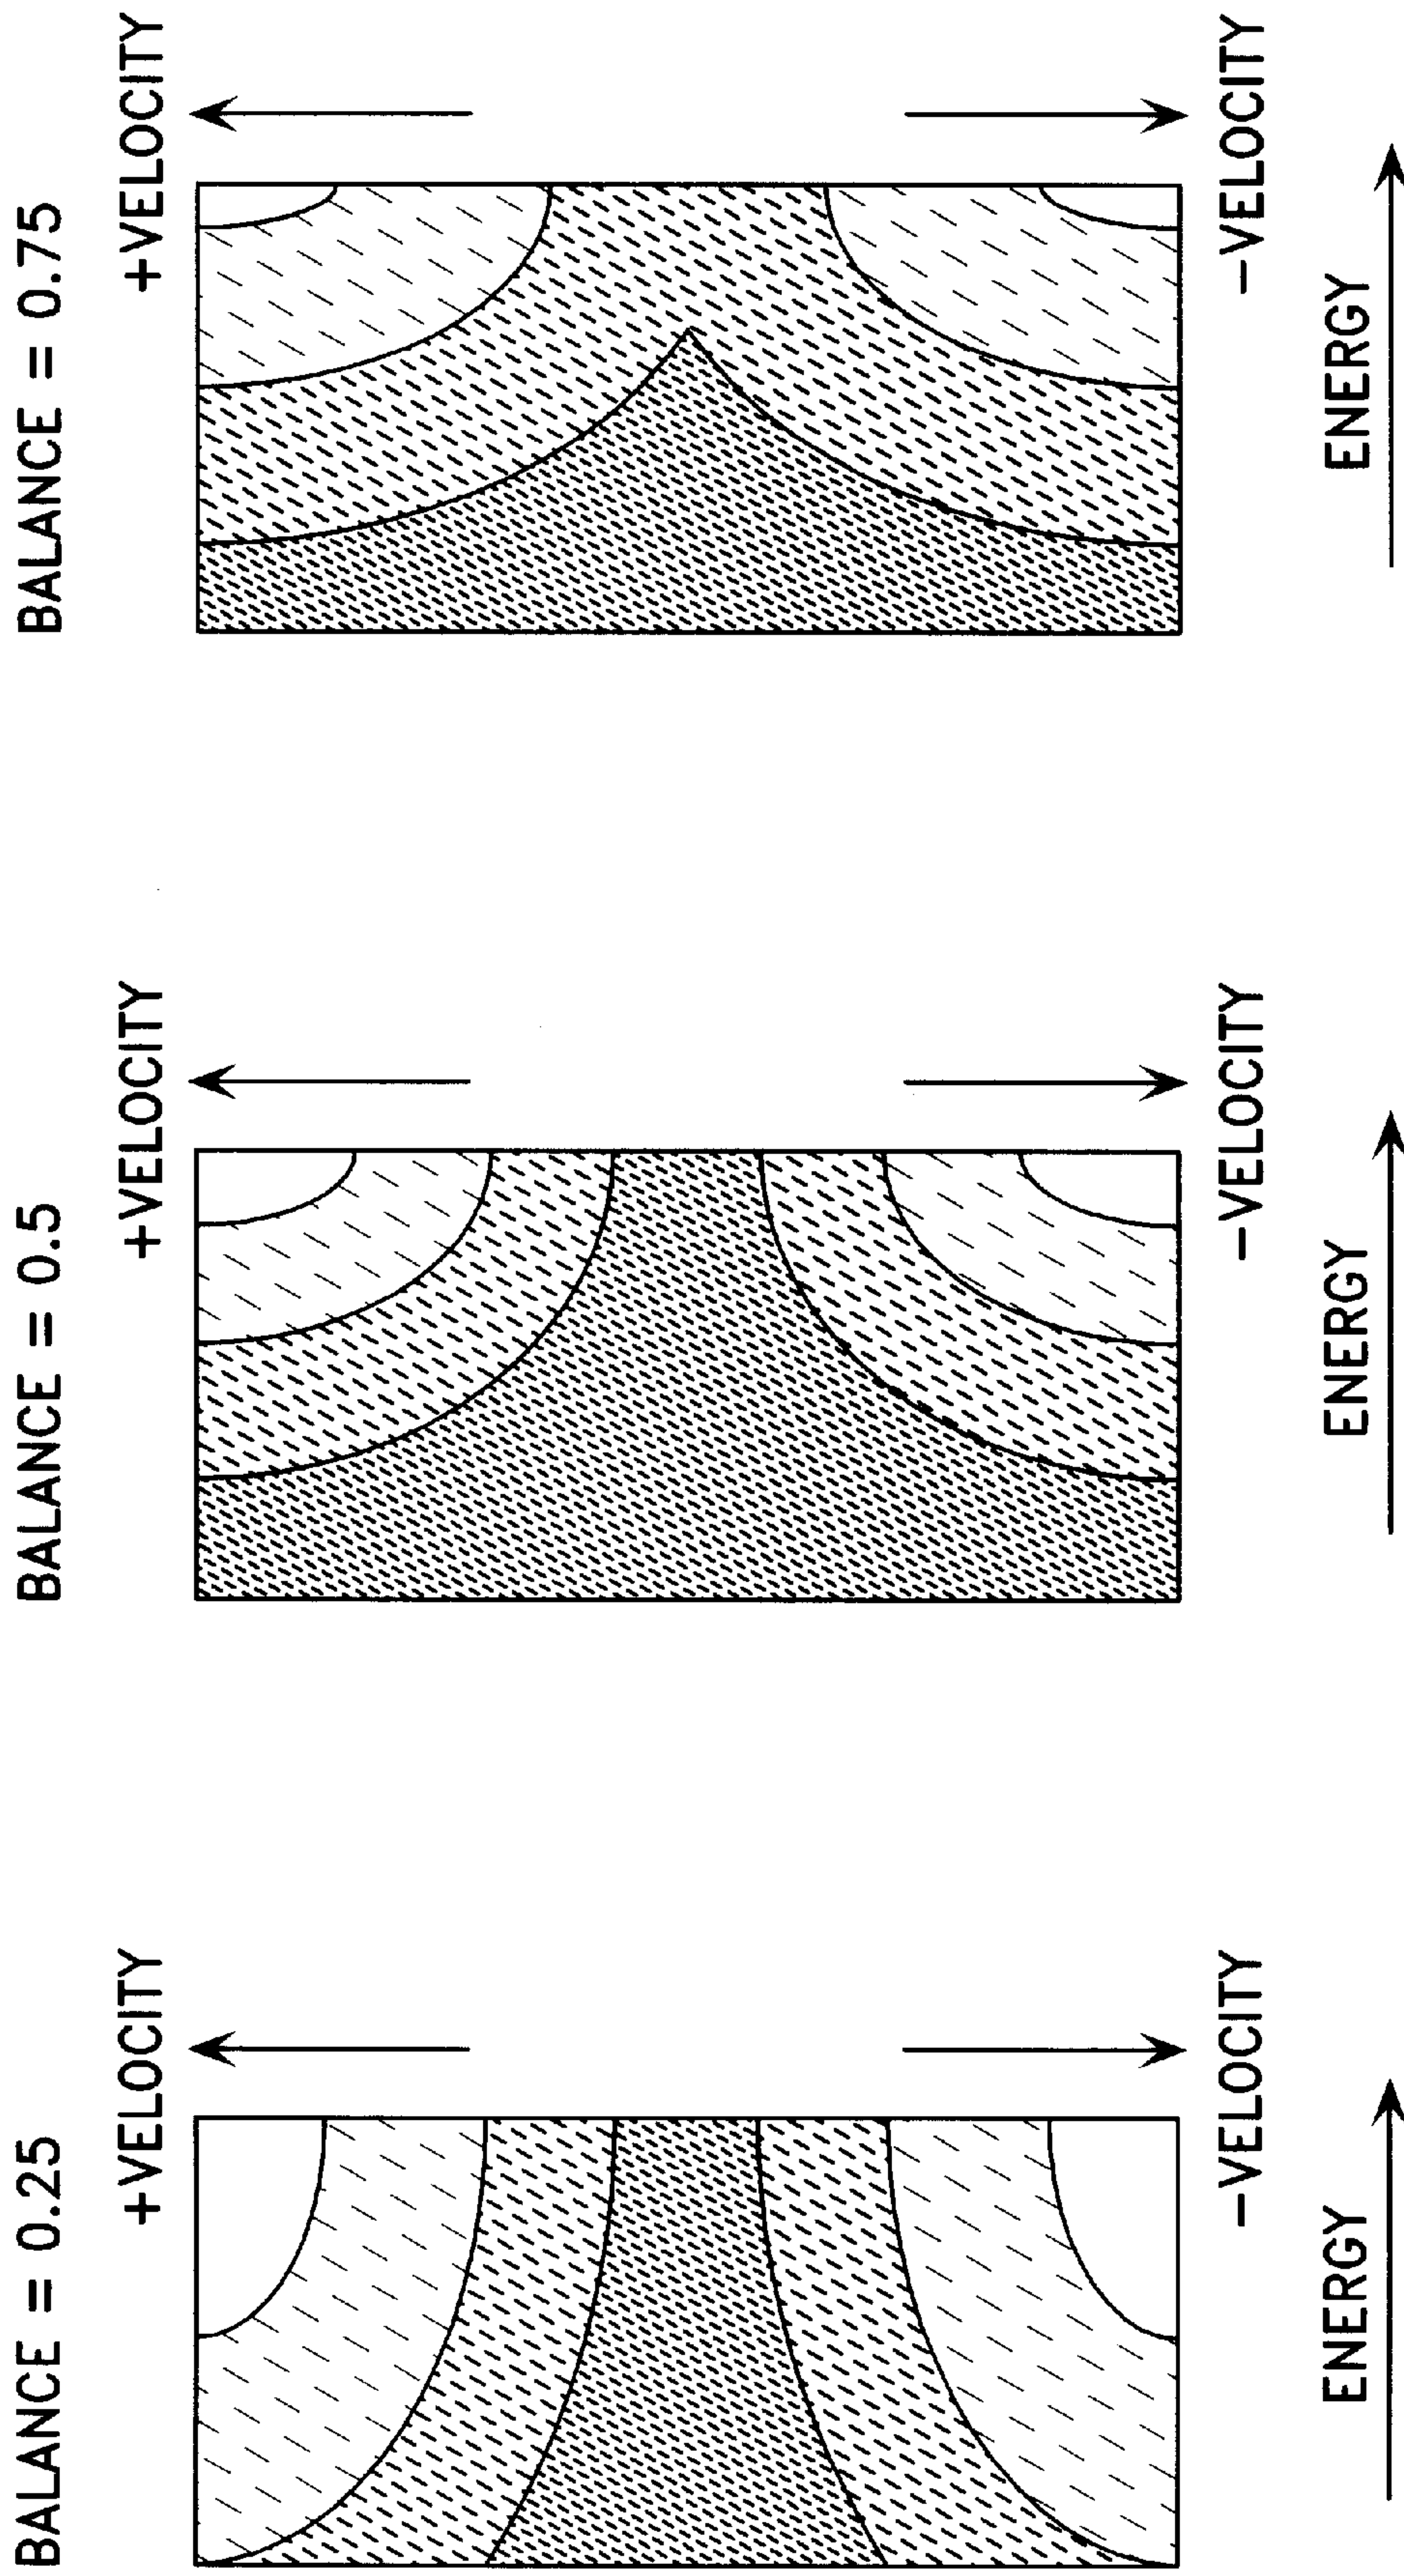 BALANCE = 0.25
+VELOCITY
−VELOCITY
ENERGY
BALANCE = 0.5
+VELOCITY
−VELOCITY
ENERGY
BALANCE = 0.75
+VELOCITY
−VELOCITY
ENERGY